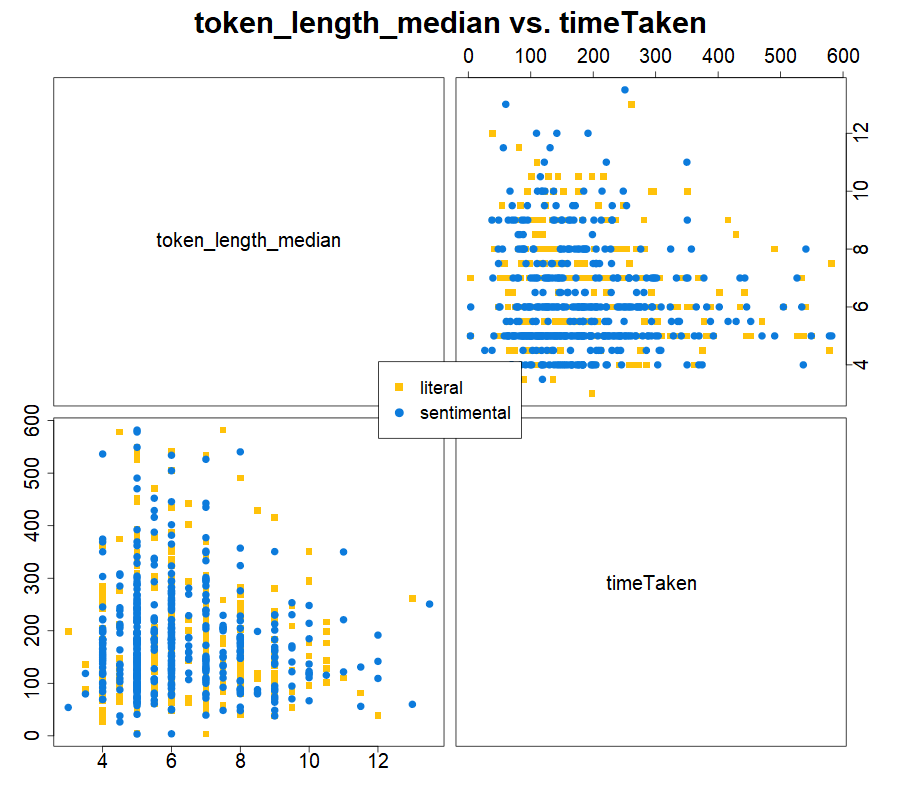 token_length_median vs. timeTaken
0 100 200 300 400 500 600
token_length_median
12
10
8
6
4
literal
sentimental
600
500
400
300
200
100
0
timeTaken
4 6 8 10 12